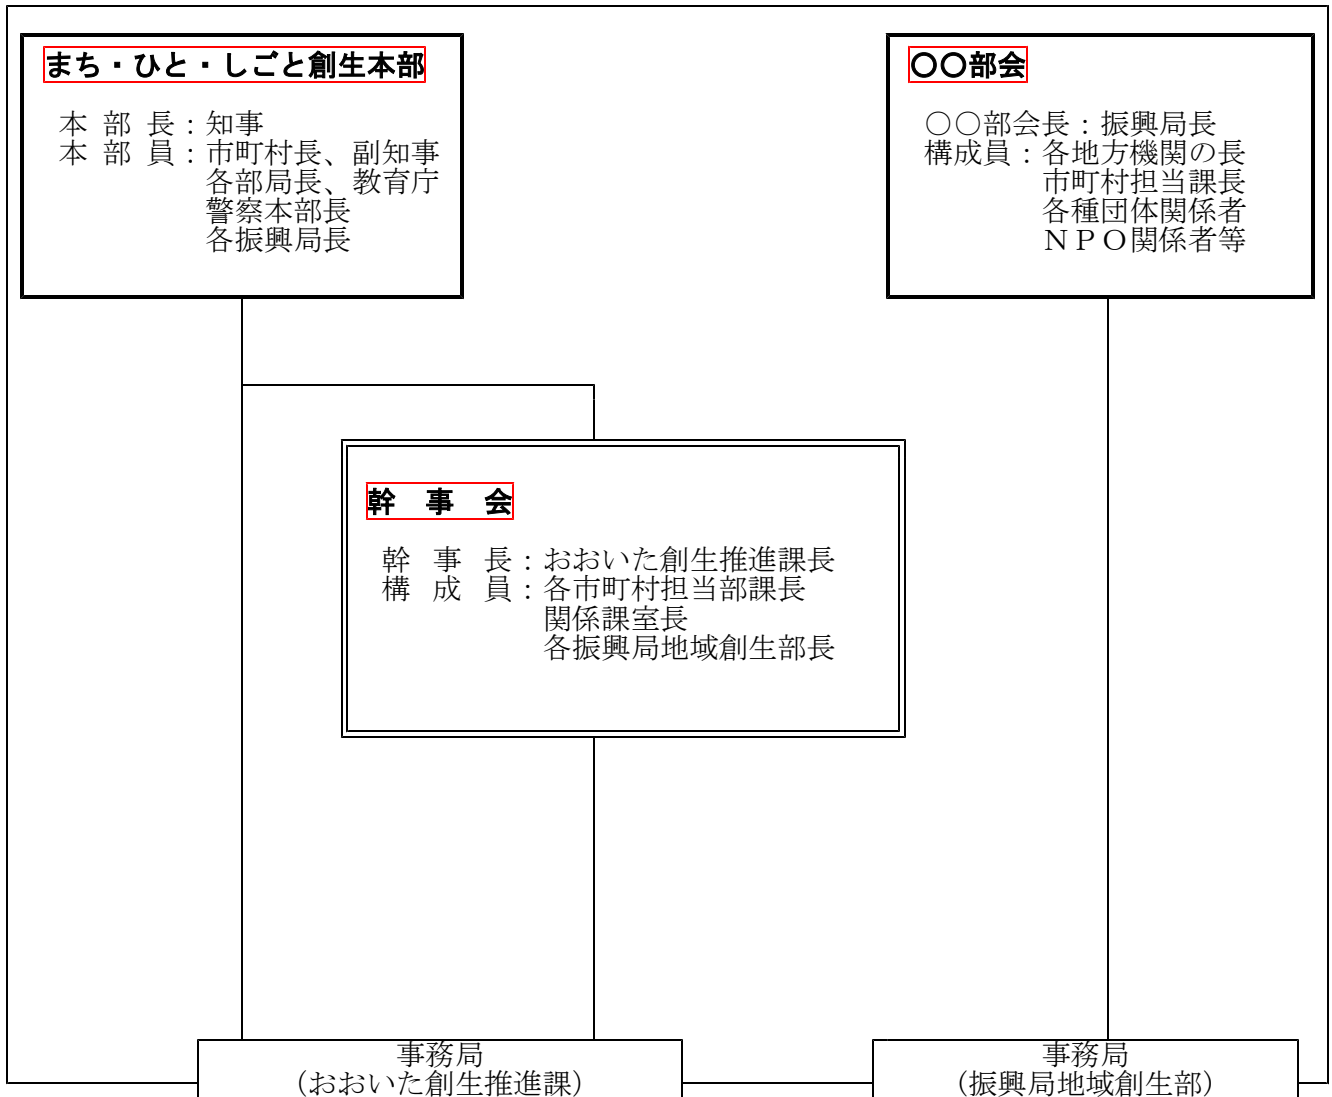 まち・ひと・しごと創生本部
本 部 長：知事
本 部 員：市町村長、副知事
各部局長、教育庁
警察本部長
各振興局長
〇〇部会
○○部会長：振興局長
構成員：各地方機関の長
市町村担当課長
各種団体関係者
ＮＰＯ関係者等
幹　事　会
幹 事 長：おおいた創生推進課長
構 成 員：各市町村担当部課長
関係課室長
各振興局地域創生部長
事務局
（おおいた創生推進課）
事務局
（振興局地域創生部）